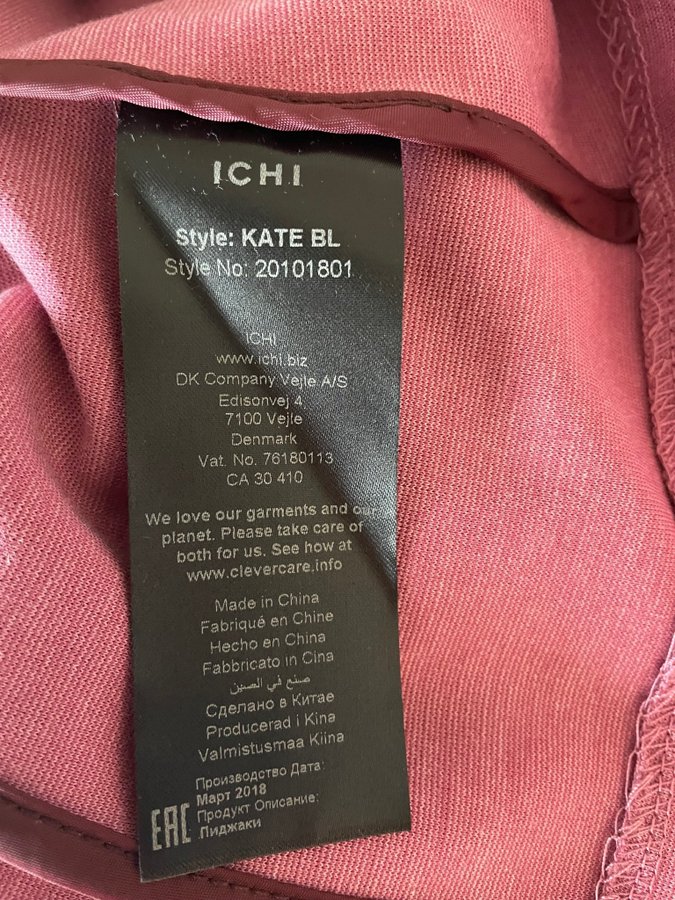 ICHI
Style: KATE BL
Style No: 20101801
ICHI
www.ichi.biz
DK Company Vejle A/S
Edisonvej 4
7100 Vejle
Denmark
Vat. No. 76180113
CA 30 410
We love our garments and our
planet. Please take care of
both for us. See how at
www.clevercare.info
Made in China
Fabriqué en Chine
Hecho en China
Fabbricato in Cina
صنع في الصين
Сделано в Китае
Producerad i Kina
Valmistusmaa Kiina
Производство Дата:
Март 2018
Продукт Описание:
Пиджаки
EAC